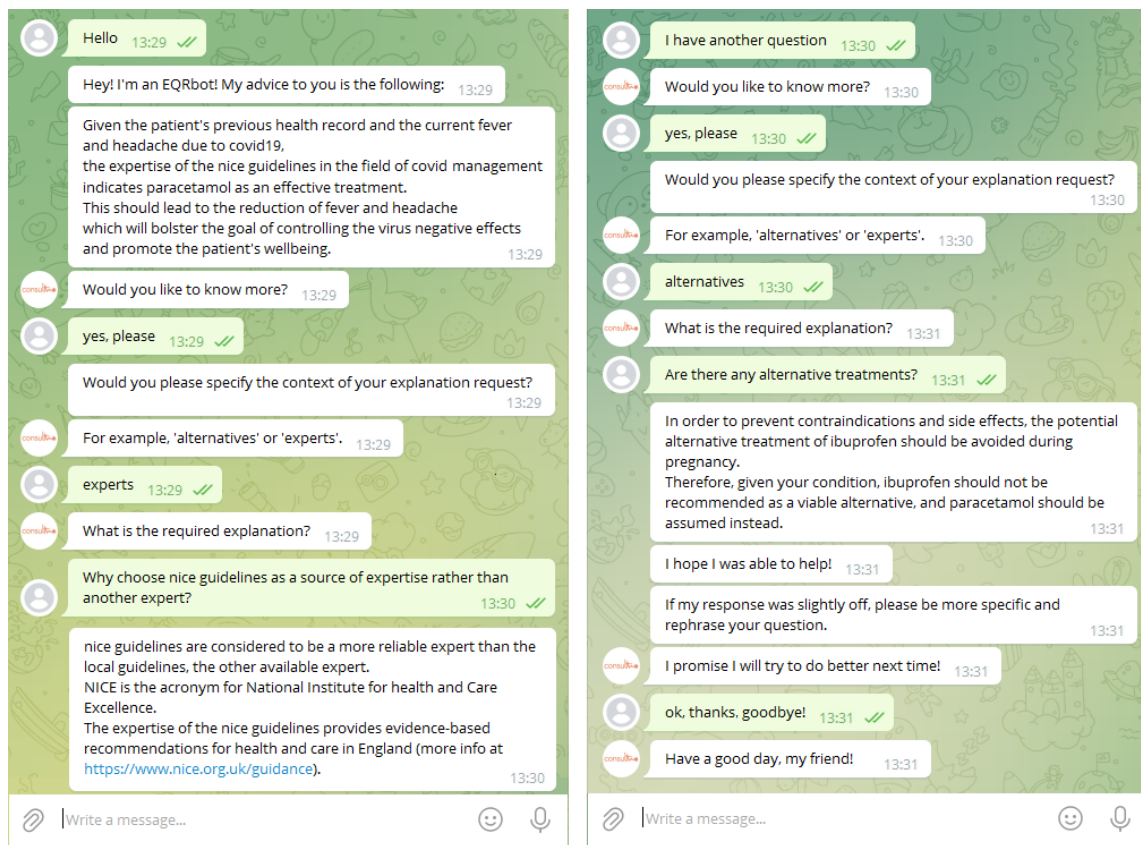 Hello 13:29
Hey! I'm an EQRbot! My advice to you is the following: 13:29
Given the patient's previous health record and the current fever
and headache due to covid19,
the expertise of the nice guidelines in the field of covid management
indicates paracetamol as an effective treatment.
This should lead to the reduction of fever and headache
which will bolster the goal of controlling the virus negative effects
and promote the patient's wellbeing. 13:29
consult
Would you like to know more? 13:29
yes, please 13:29
Would you please specify the context of your explanation request?
13:29
consult
For example, 'alternatives' or 'experts'. 13:29
experts 13:29
consult
What is the required explanation? 13:29
Why choose nice guidelines as a source of expertise rather than
another expert? 13:30
nice guidelines are considered to be a more reliable expert than the
local guidelines, the other available expert.
NICE is the acronym for National Institute for health and Care
Excellence.
The expertise of the nice guidelines provides evidence-based
recommendations for health and care in England (more info at
https://www.nice.org.uk/guidance). 13:30
Write a message...
I have another question 13:30
consult
Would you like to know more? 13:30
yes, please 13:30
Would you please specify the context of your explanation request?
13:30
consult
For example, 'alternatives' or 'experts'. 13:30
alternatives 13:30
consult
What is the required explanation? 13:31
Are there any alternative treatments? 13:31
In order to prevent contraindications and side effects, the potential
alternative treatment of ibuprofen should be avoided during
pregnancy.
Therefore, given your condition, ibuprofen should not be
recommended as a viable alternative, and paracetamol should be
assumed instead. 13:31
I hope I was able to help! 13:31
If my response was slightly off, please be more specific and
rephrase your question. 13:31
consult
I promise I will try to do better next time! 13:31
ok, thanks, goodbye! 13:31
consult
Have a good day, my friend! 13:31
Write a message...